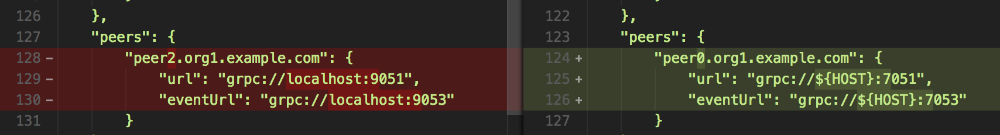 126 },
127 "peers": {
128 - "peer2.org1.example.com": {
129 - "url": "grpc://localhost:9051",
130 - "eventUrl": "grpc://localhost:9053"
131 }
122 },
123 "peers": {
124 + "peer0.org1.example.com": {
125 + "url": "grpc://${HOST}:7051",
126 + "eventUrl": "grpc://${HOST}:7053"
127 }